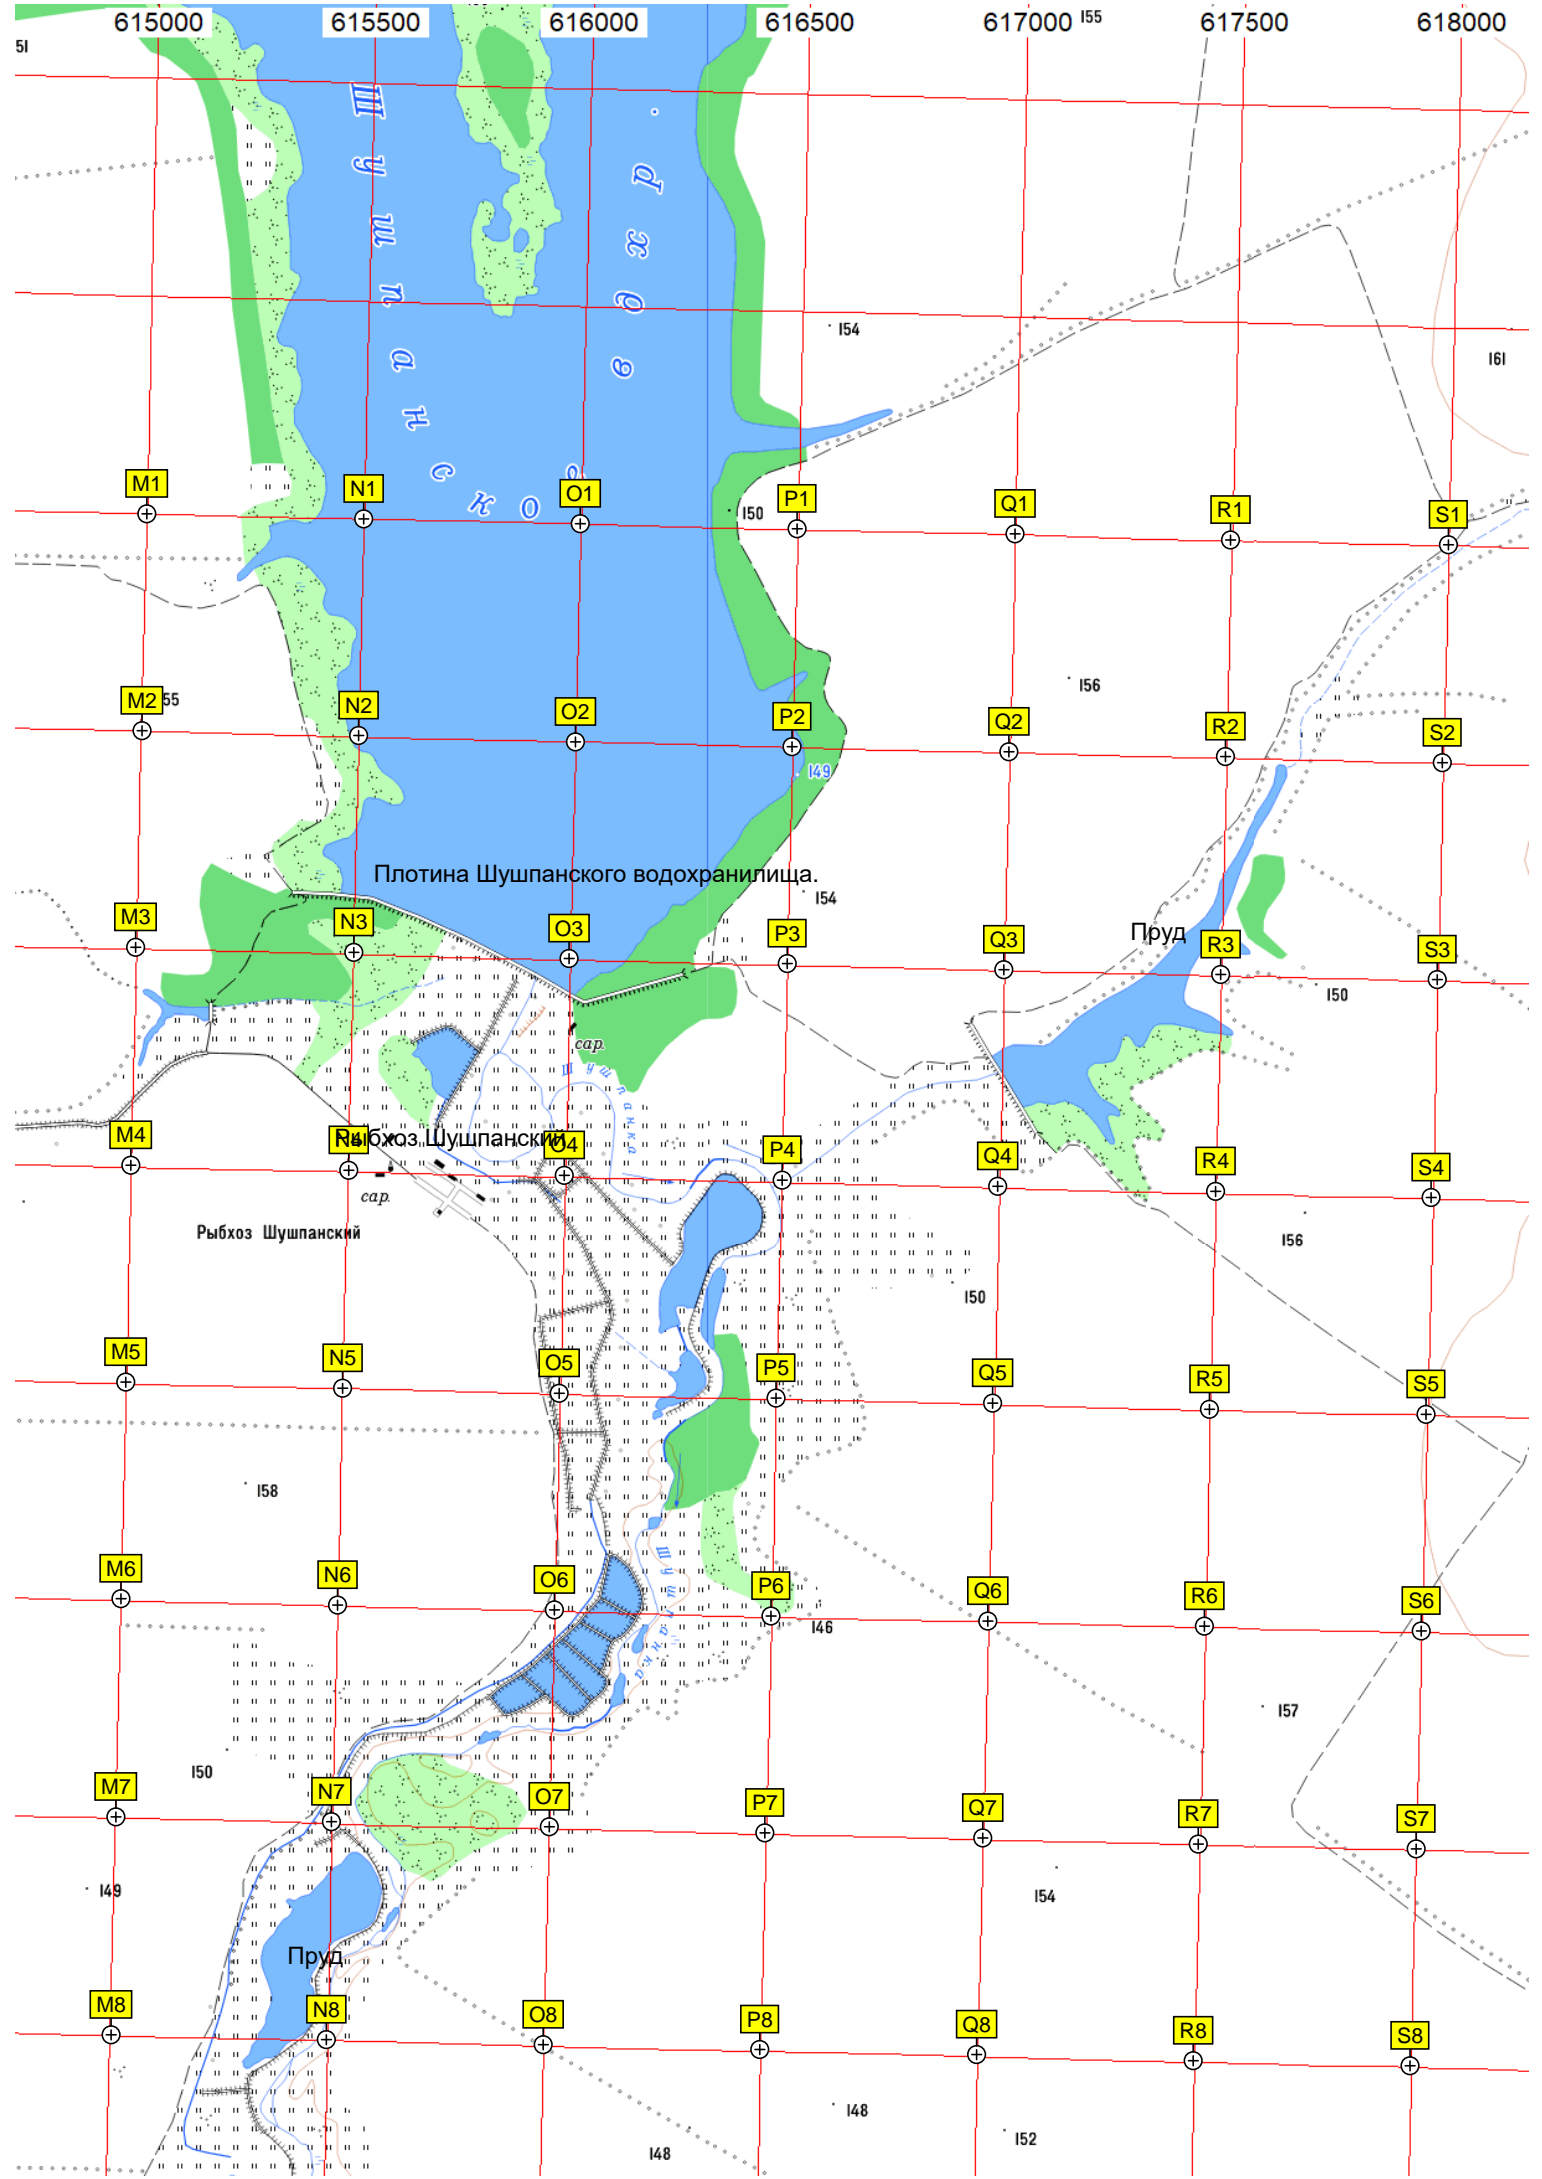 615000 615500 616000 616500 617000 617500 618000
155
151
Шушпанское
вдхр.
154
161
M1 N1 O1 P1 Q1 R1 S1
150
156
M2 N2 O2 P2 Q2 R2 S2
55
149
Плотина Шушпанского водохранилища.
154
M3 N3 O3 P3 Q3 R3 S3
Пруд
150
сар.
Шушпанка
M4 N4 O4 P4 Q4 R4 S4
Рыбхоз Шушпанский
сар.
Рыбхоз Шушпанский
156
150
M5 N5 O5 P5 Q5 R5 S5
158
Шушпанка
M6 N6 O6 P6 Q6 R6 S6
146
157
150
M7 N7 O7 P7 Q7 R7 S7
149
154
Пруд
M8 N8 O8 P8 Q8 R8 S8
148
152
148